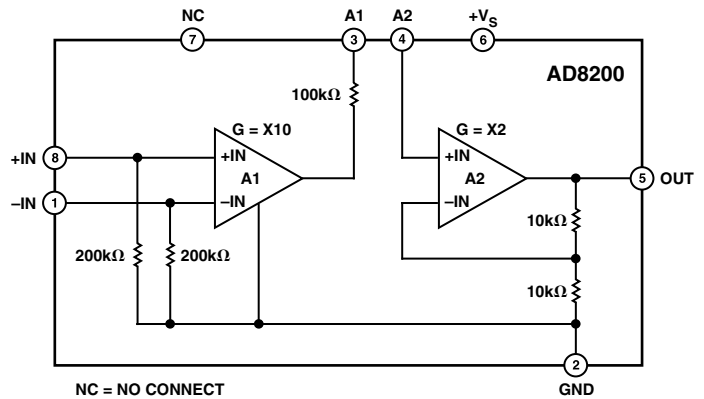 NC A1 A2 +VS
7 3 4 6
AD8200
100kΩ
G = X10 G = X2
+IN 8 +IN +IN
A1 A2 5 OUT
–IN 1 –IN –IN
10kΩ
200kΩ 200kΩ
10kΩ
2
NC = NO CONNECT GND